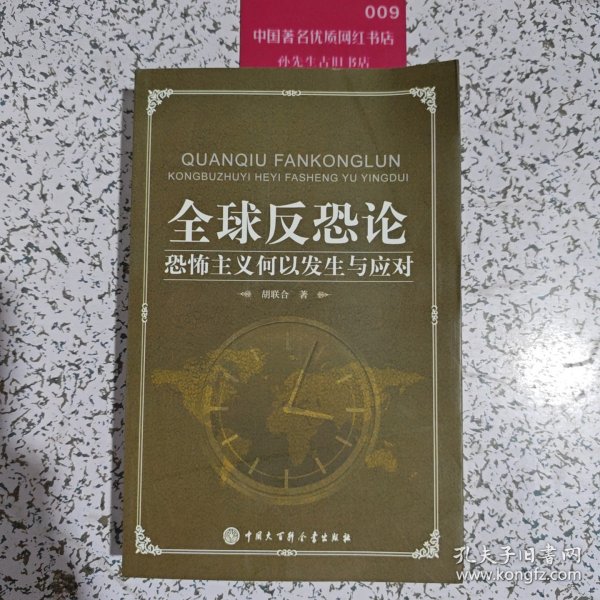 009
中国著名优质网红书店
孙先生古旧书店
QUANQIU FANKONGLUN
KONGBUZHUYI HEYI FASHENG YU YINGDUI
全球反恐论
恐怖主义何以发生与应对
胡联合 著
中国大百科全书出版社
孔夫子旧书网
www.kongfz.com